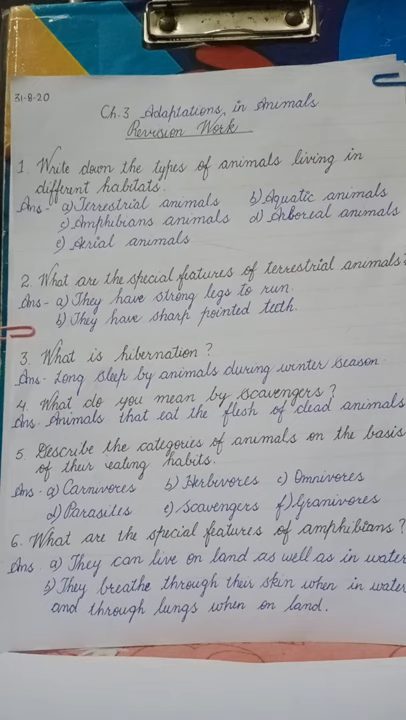 31-8-20
Ch.3 Adaptations in Animals
Revision Work
1. Write down the types of animals living in
different habitats.
Ans- a) Terrestrial animals b) Aquatic animals
c) Amphibians animals d) Arboreal animals
e) Aerial animals
2. What are the special features of terrestrial animals?
Ans- a) They have strong legs to run.
b) They have sharp pointed teeth.
3. What is hibernation?
Ans- Long sleep by animals during winter season.
4. What do you mean by scavengers?
Ans. Animals that eat the flesh of dead animals
5. Describe the categories of animals on the basis
of their eating habits.
Ans- a) Carnivores b) Herbivores c) Omnivores
d) Parasites e) Scavengers f) Granivores
6. What are the special features of amphibians?
Ans. a) They can live on land as well as in water
b) They breathe through their skin when in water
and through lungs when on land.